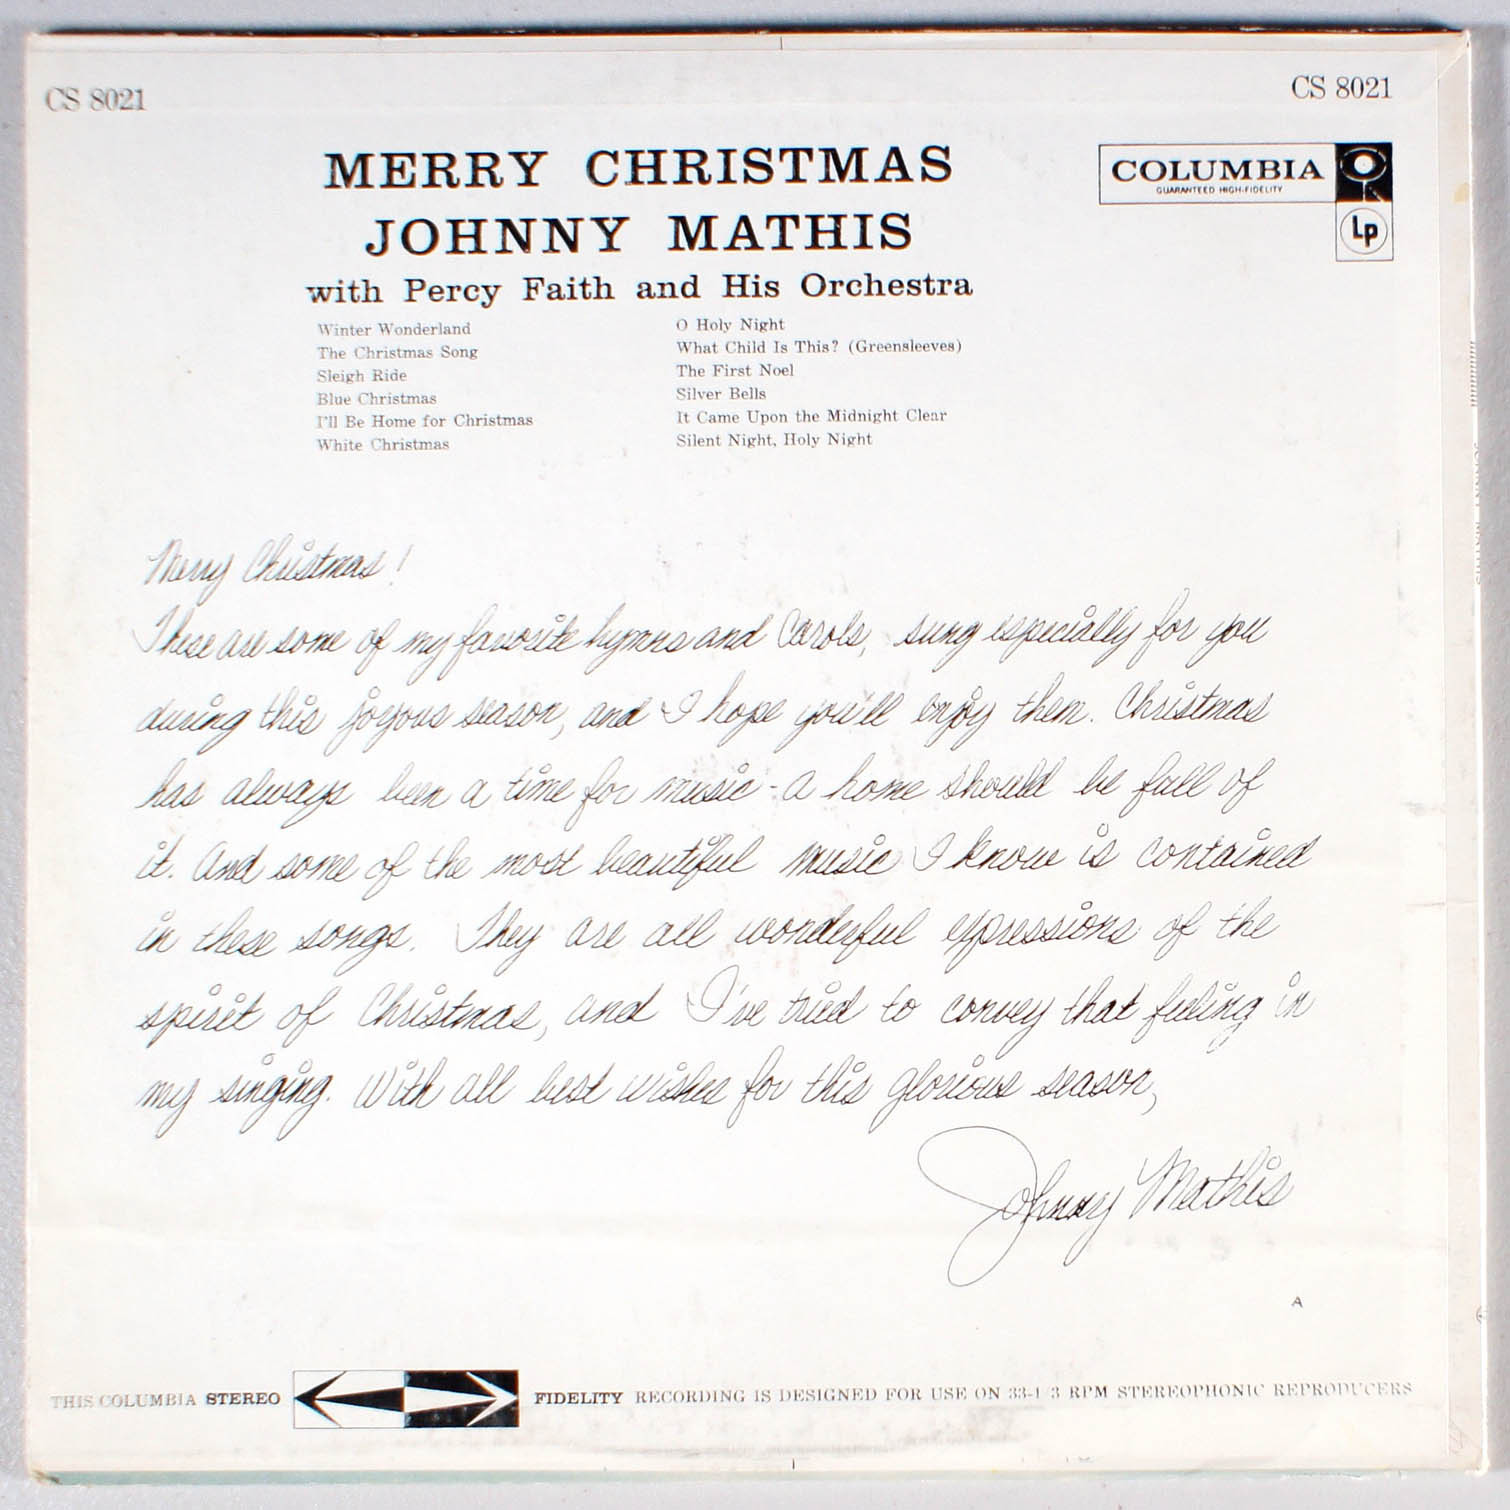 CS 8021
CS 8021
MERRY CHRISTMAS
JOHNNY MATHIS
with Percy Faith and His Orchestra
COLUMBIA
GUARANTEED HIGH-FIDELITY
Lp
Winter Wonderland
The Christmas Song
Sleigh Ride
Blue Christmas
I'll Be Home for Christmas
White Christmas
O Holy Night
What Child Is This? (Greensleeves)
The First Noel
Silver Bells
It Came Upon the Midnight Clear
Silent Night, Holy Night
Merry Christmas!
These are some of my favorite hymns and carols, sung especially for you
during this joyous season, and I hope you'll enjoy them. Christmas
has always been a time for music - a home should be full of
it. And some of the most beautiful music I know is contained
in these songs. They are all wonderful expressions of the
spirit of Christmas, and I've tried to convey that feeling in
my singing. With all best wishes for this glorious season,
Johnny Mathis
A
THIS COLUMBIA STEREO FIDELITY RECORDING IS DESIGNED FOR USE ON 33-1 3 RPM STEREOPHONIC REPRODUCERS